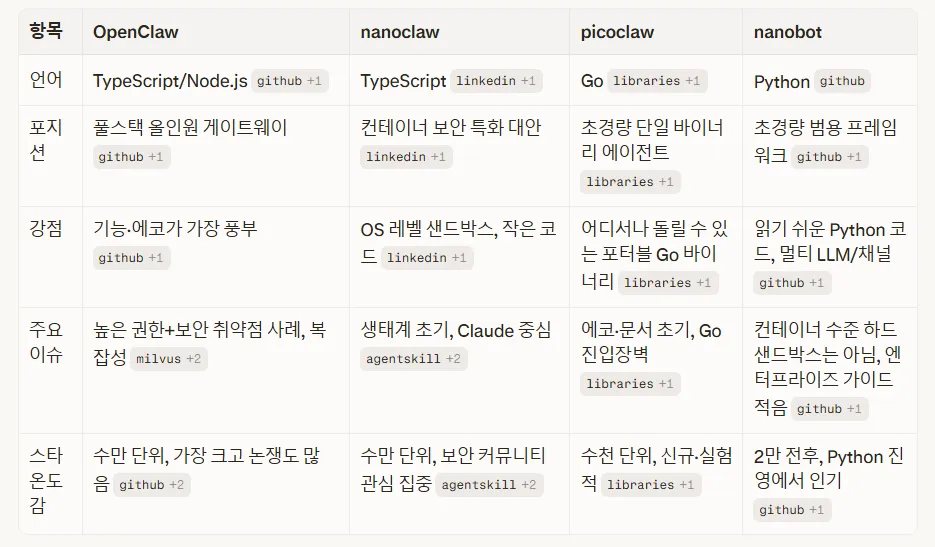 항목 OpenClaw nanoclaw picoclaw nanobot
언어 TypeScript/Node.js github +1 TypeScript linkedin +1 Go libraries +1 Python github
포지
션
풀스택 올인원 게이트웨이
github +1
컨테이너 보안 특화 대안
linkedin +1
초경량 단일 바이너
리 에이전트
libraries +1
초경량 범용 프레임
워크 github +1
강점
기능·에코가 가장 풍부
github +1
OS 레벨 샌드박스, 작은 코
드 linkedin +1
어디서나 돌릴 수 있
는 포터블 Go 바이
너리 libraries +1
읽기 쉬운 Python 코
드, 멀티 LLM/채널
github +1
주요
이슈
높은 권한+보안 취약점 사례, 복
잡성 milvus +2
생태계 초기, Claude 중심
agentskill +2
에코·문서 초기, Go
진입장벽
libraries +1
컨테이너 수준 하드
샌드박스는 아님, 엔
터프라이즈 가이드
적음 github +1
스타
온도
감
수만 단위, 가장 크고 논쟁도 많
음 github +2
수만 단위, 보안 커뮤니티
관심 집중 agentskill +2
수천 단위, 신규·실험
적 libraries +1
2만 전후, Python 진
영에서 인기
github +1